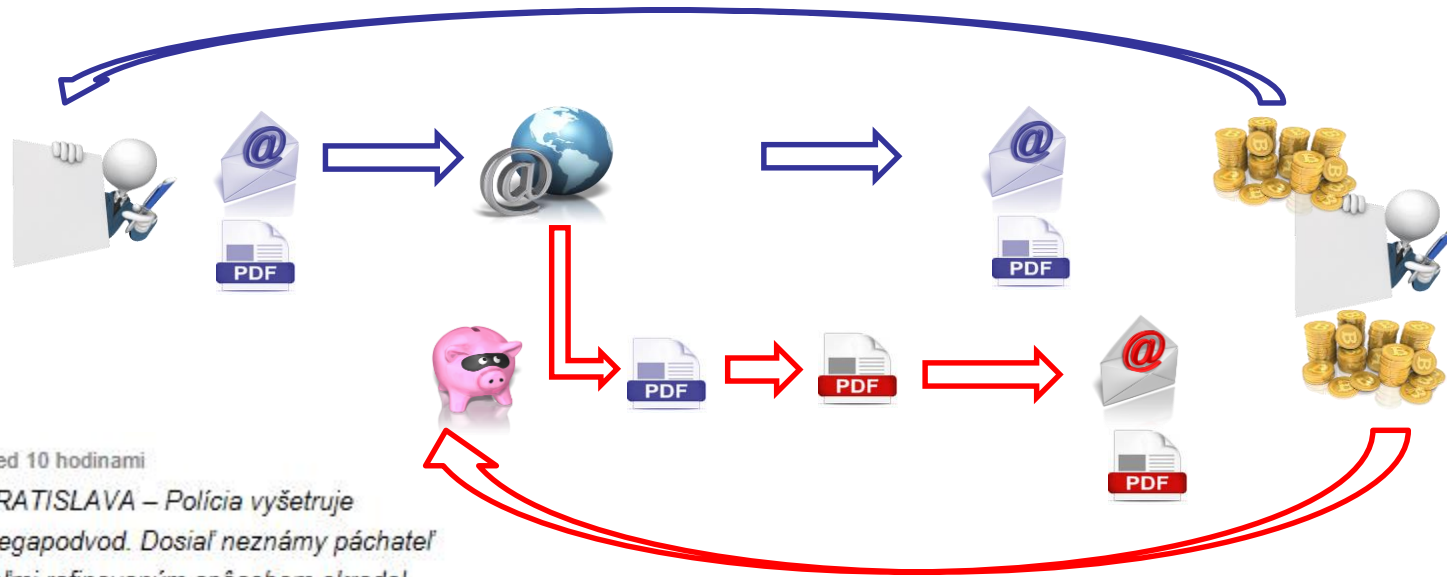 @
@
@
PDF
PDF
PDF
PDF
@
PDF
ed 10 hodinami
RATISLAVA – Polícia vyšetruje
egapodvod. Dosiaľ neznámy páchateľ